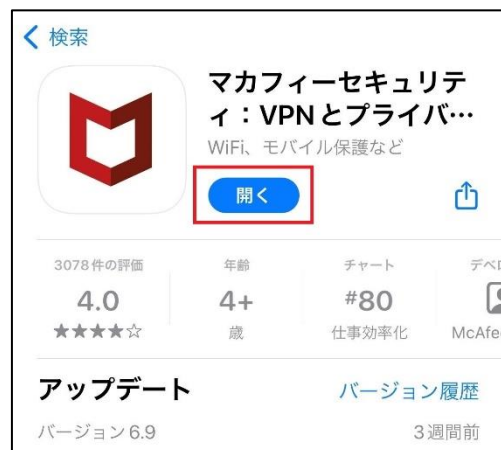 検索
マカフィーセキュリテ
ィ：VPNとプライバ…
WiFi、モバイル保護など
開く
3078件の評価
年齢
チャート
デベロ
4.0
4+
#80
★★★★☆
歳
仕事効率化
McAfee
アップデート
バージョン履歴
バージョン 6.9
3週間前